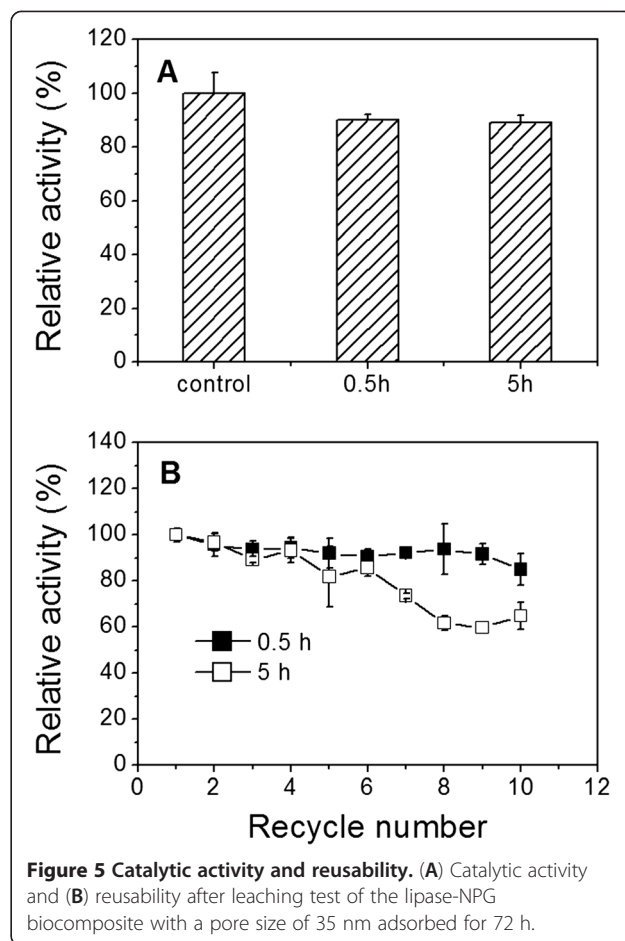 120
100
80
60
40
20
0
Relative activity (%)
A
control 0.5h 5h
140
120
100
80
60
40
20
0
Relative activity (%)
B
0.5 h
5 h
0 2 4 6 8 10 12
Recycle number
Figure 5 Catalytic activity and reusability. (A) Catalytic activity
and (B) reusability after leaching test of the lipase-NPG
biocomposite with a pore size of 35 nm adsorbed for 72 h.